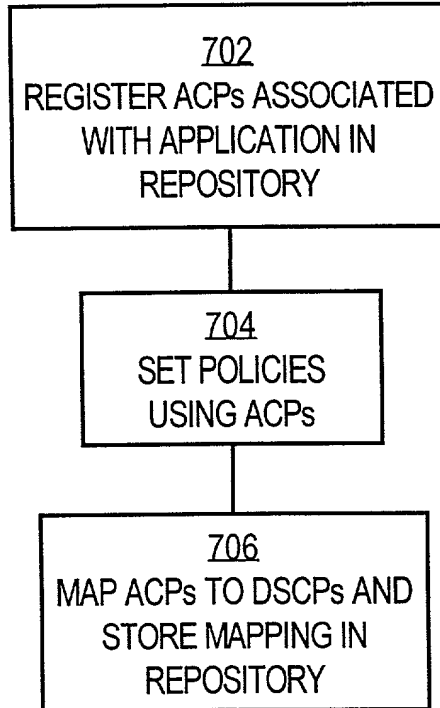 702
REGISTER ACPs ASSOCIATED
WITH APPLICATION IN
REPOSITORY
704
SET POLICIES
USING ACPs
706
MAP ACPs TO DSCPs AND
STORE MAPPING IN
REPOSITORY